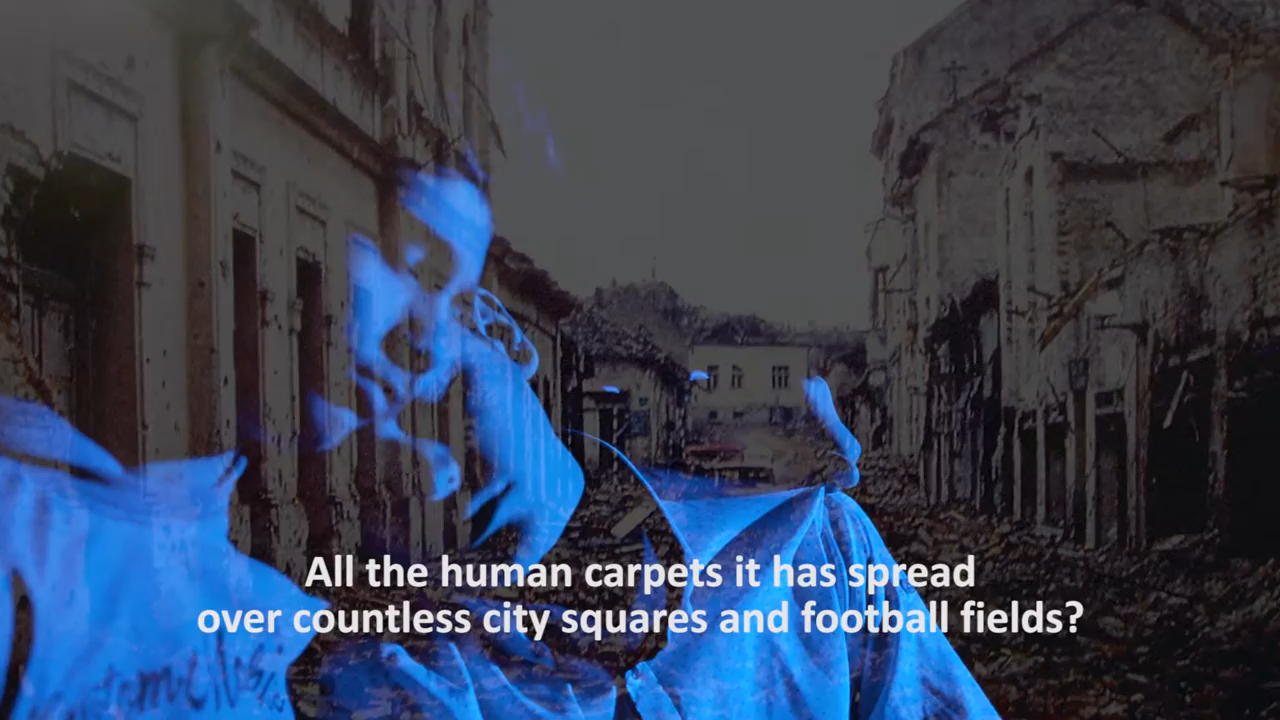 All the human carpets it has spread
over countless city squares and football fields?